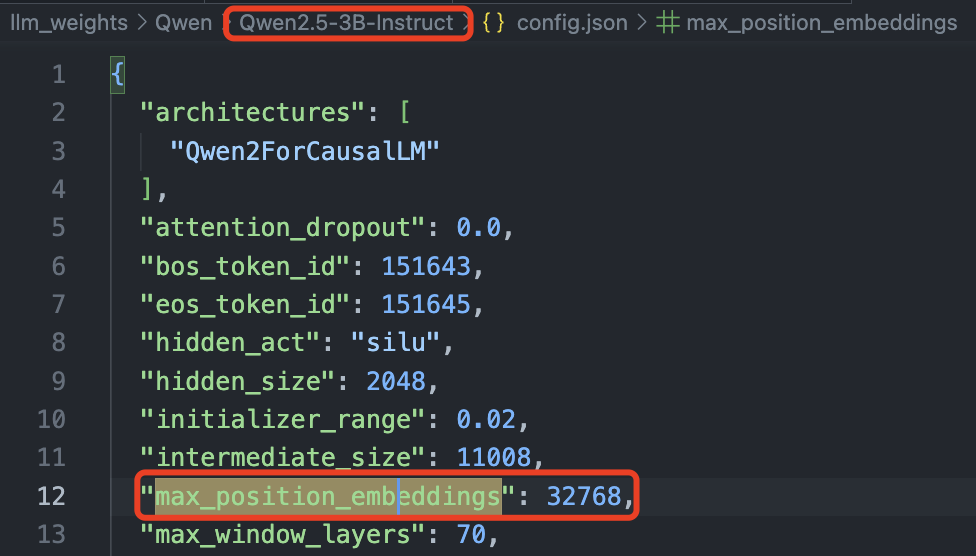 llm_weights > Qwen > Qwen2.5-3B-Instruct > {} config.json > # max_position_embeddings
1 {
2 "architectures": [
3 "Qwen2ForCausalLM"
4 ],
5 "attention_dropout": 0.0,
6 "bos_token_id": 151643,
7 "eos_token_id": 151645,
8 "hidden_act": "silu",
9 "hidden_size": 2048,
10 "initializer_range": 0.02,
11 "intermediate_size": 11008,
12 "max_position_embeddings": 32768,
13 "max_window_layers": 70,